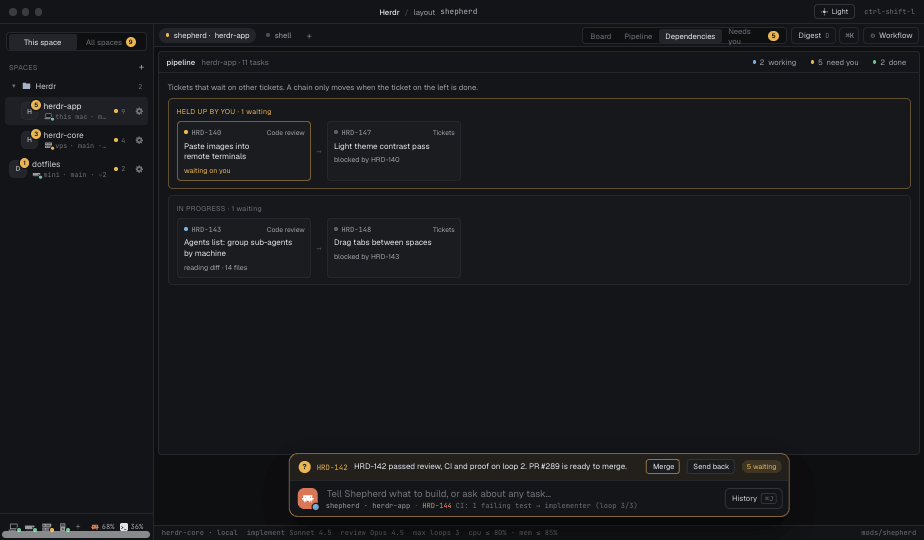 Herdr / layout shepherd
Light ctrl-shift-l
This space All spaces 9
shepherd · herdr-app shell +
Board Pipeline Dependencies Needs you 5 Digest D ⌘K Workflow
SPACES +
pipeline herdr-app · 11 tasks 2 working 5 need you 2 done
Herdr 2
H 5 herdr-app 9
this mac · m…
H 3 herdr-core 4
vps · main ·…
D 1 dotfiles 2
mini · main · ·2
Tickets that wait on other tickets. A chain only moves when the ticket on the left is done.
HELD UP BY YOU · 1 waiting
HRD-140 Code review
Paste images into
remote terminals
waiting on you
→
HRD-147 Tickets
Light theme contrast pass
blocked by HRD-140
IN PROGRESS · 1 waiting
HRD-143 Code review
Agents list: group sub-agents
by machine
reading diff · 14 files
→
HRD-148 Tickets
Drag tabs between spaces
blocked by HRD-143
? HRD-142 HRD-142 passed review, CI and proof on loop 2. PR #289 is ready to merge. Merge Send back 5 waiting
Tell Shepherd what to build, or ask about any task…
shepherd · herdr-app · HRD-144 CI: 1 failing test → implementer (loop 3/3)
History ⌘J
+ 68% 36%
herdr-core · local implement Sonnet 4.5 review Opus 4.5 max loops 3 cpu ≤ 80% · mem ≤ 85% mods/shepherd